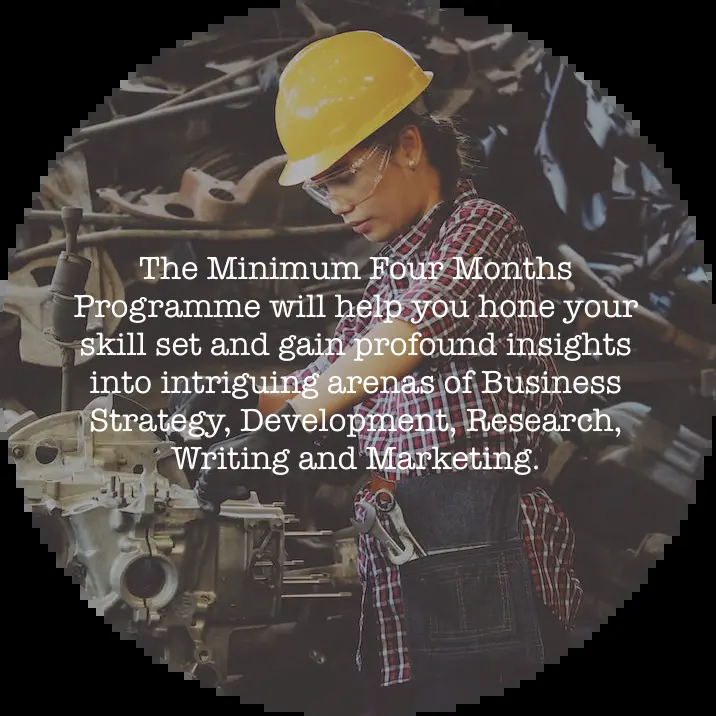 The Minimum Four Months
Programme will help you hone your
skill set and gain profound insights
into intriguing arenas of Business
Strategy, Development, Research,
Writing and Marketing.